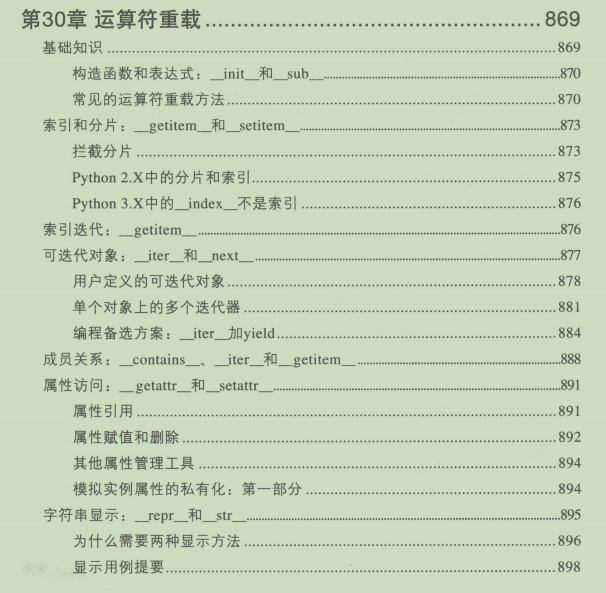 第30章 运算符重载......869
基础知识......869
构造函数和表达式：__init__和__sub__......870
常见的运算符重载方法......870
索引和分片：__getitem__和__setitem__......873
拦截分片......873
Python 2.X中的分片和索引......875
Python 3.X中的__index__不是索引......876
索引迭代：__getitem__......876
可迭代对象：__iter__和__next__......877
用户定义的可迭代对象......878
单个对象上的多个迭代器......881
编程备选方案：__iter__加yield......884
成员关系：__contains__、__iter__和__getitem__......888
属性访问：__getattr__和__setattr__......891
属性引用......891
属性赋值和删除......892
其他属性管理工具......894
模拟实例属性的私有化：第一部分......894
字符串显示：__repr__和__str__......895
为什么需要两种显示方法......896
显示用例提要......898